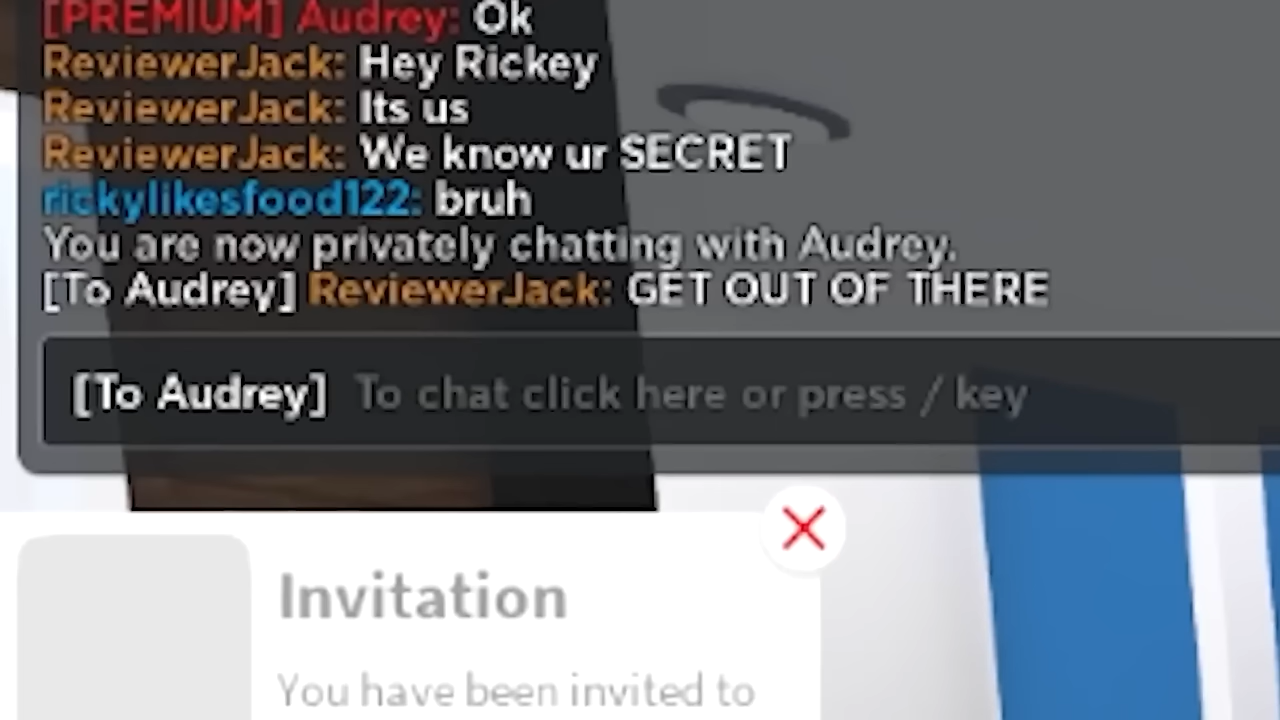 [PREMIUM] Audrey: Ok
ReviewerJack: Hey Rickey
ReviewerJack: Its us
ReviewerJack: We know ur SECRET
rickylikesfood122: bruh
You are now privately chatting with Audrey.
[To Audrey] ReviewerJack: GET OUT OF THERE
[To Audrey] To chat click here or press / key
Invitation
You have been invited to